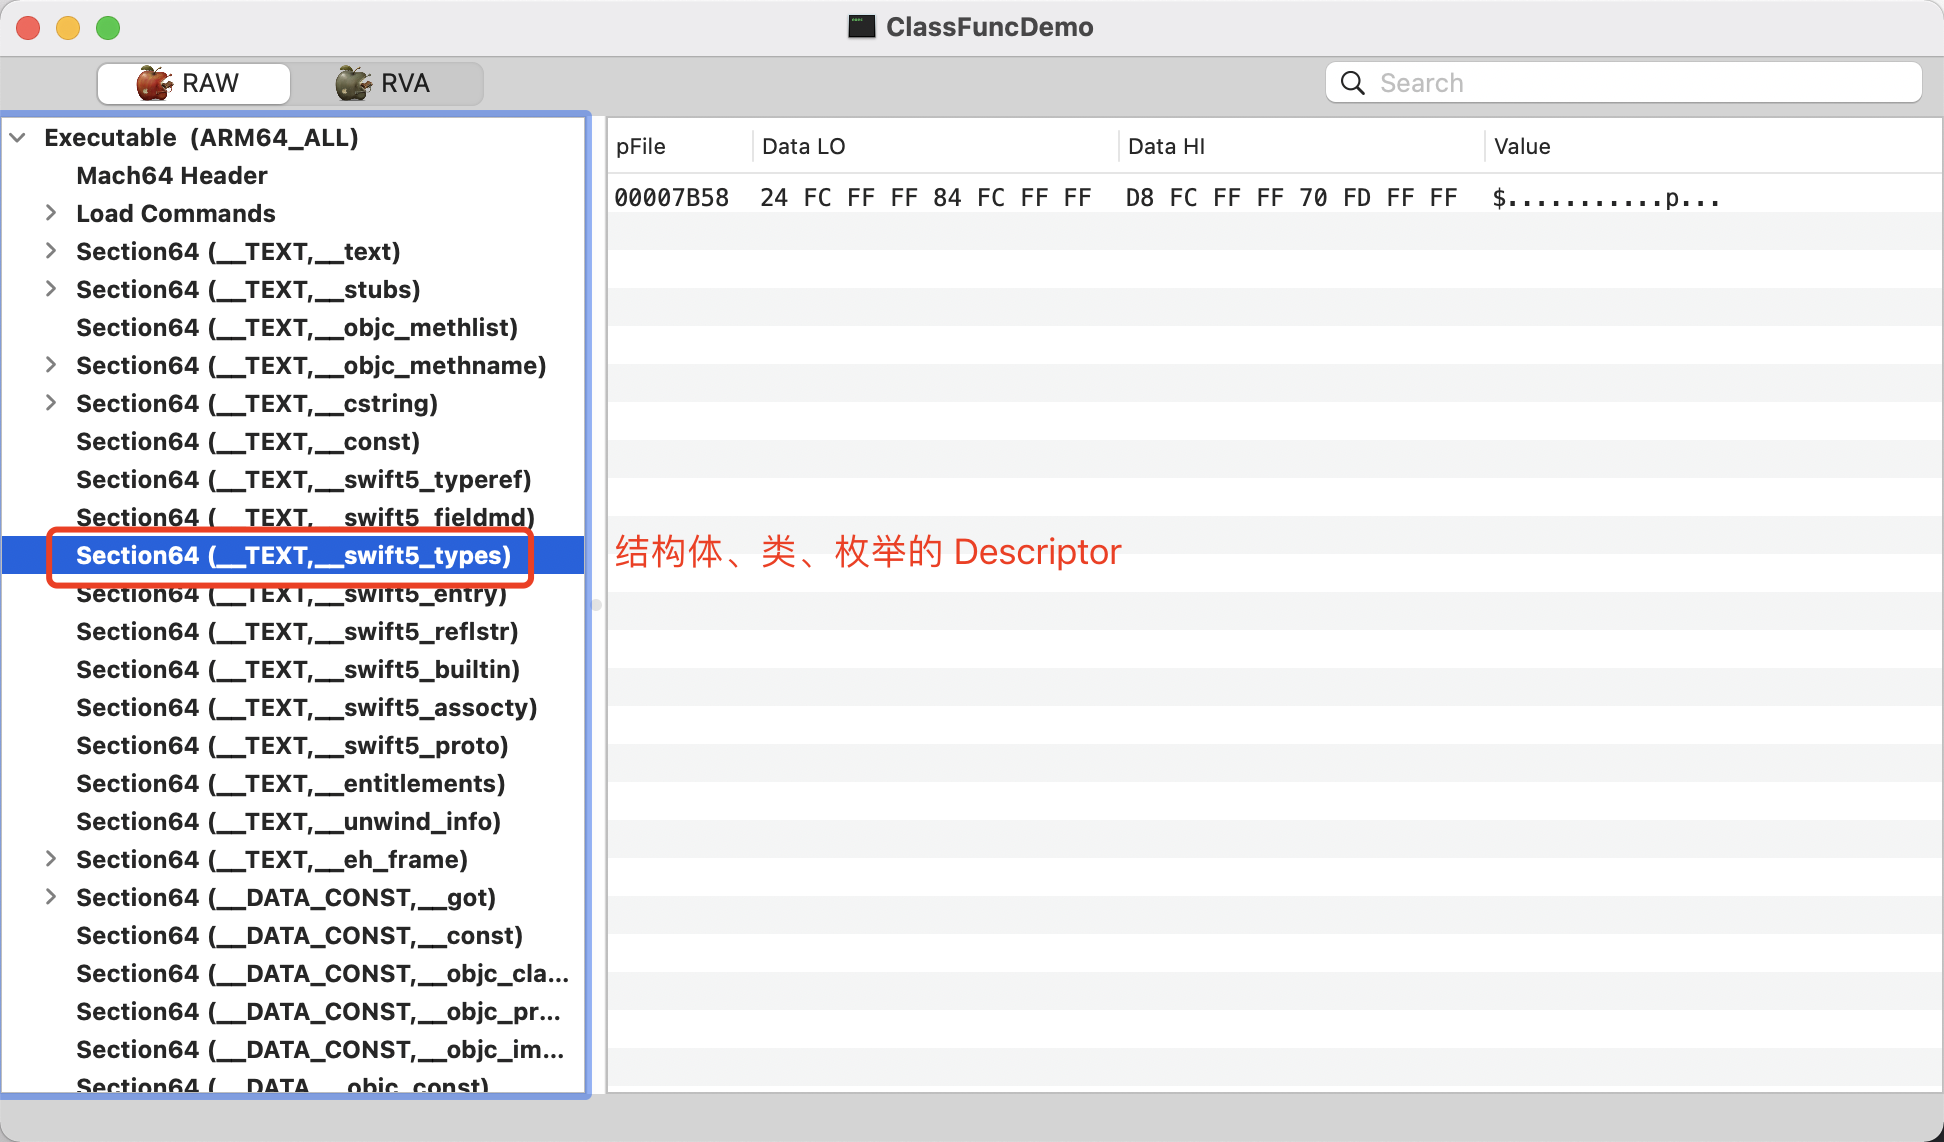 ClassFuncDemo
RAW
RVA
Search
Executable (ARM64_ALL)
Mach64 Header
Load Commands
Section64 (__TEXT,__text)
Section64 (__TEXT,__stubs)
Section64 (__TEXT,__objc_methlist)
Section64 (__TEXT,__objc_methname)
Section64 (__TEXT,__cstring)
Section64 (__TEXT,__const)
Section64 (__TEXT,__swift5_typeref)
Section64 (__TEXT,__swift5_fieldmd)
Section64 (__TEXT,__swift5_types)
Section64 (__TEXT,__swift5_entry)
Section64 (__TEXT,__swift5_reflstr)
Section64 (__TEXT,__swift5_builtin)
Section64 (__TEXT,__swift5_assocty)
Section64 (__TEXT,__swift5_proto)
Section64 (__TEXT,__entitlements)
Section64 (__TEXT,__unwind_info)
Section64 (__TEXT,__eh_frame)
Section64 (__DATA_CONST,__got)
Section64 (__DATA_CONST,__const)
Section64 (__DATA_CONST,__objc_cla...
Section64 (__DATA_CONST,__objc_pr...
Section64 (__DATA_CONST,__objc_im...
Section64 (__DATA,__objc_const)
pFile Data LO Data HI Value
00007B58 24 FC FF FF 84 FC FF FF D8 FC FF FF 70 FD FF FF $...........p...
结构体、类、枚举的 Descriptor